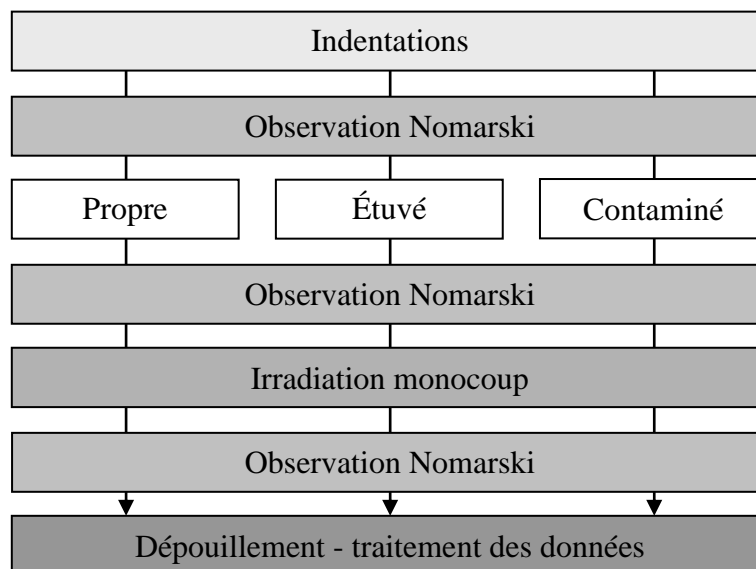 Indentations
Observation Nomarski
Propre
Étuvé
Contaminé
Observation Nomarski
Irradiation monocoup
Observation Nomarski
Dépouillement - traitement des données